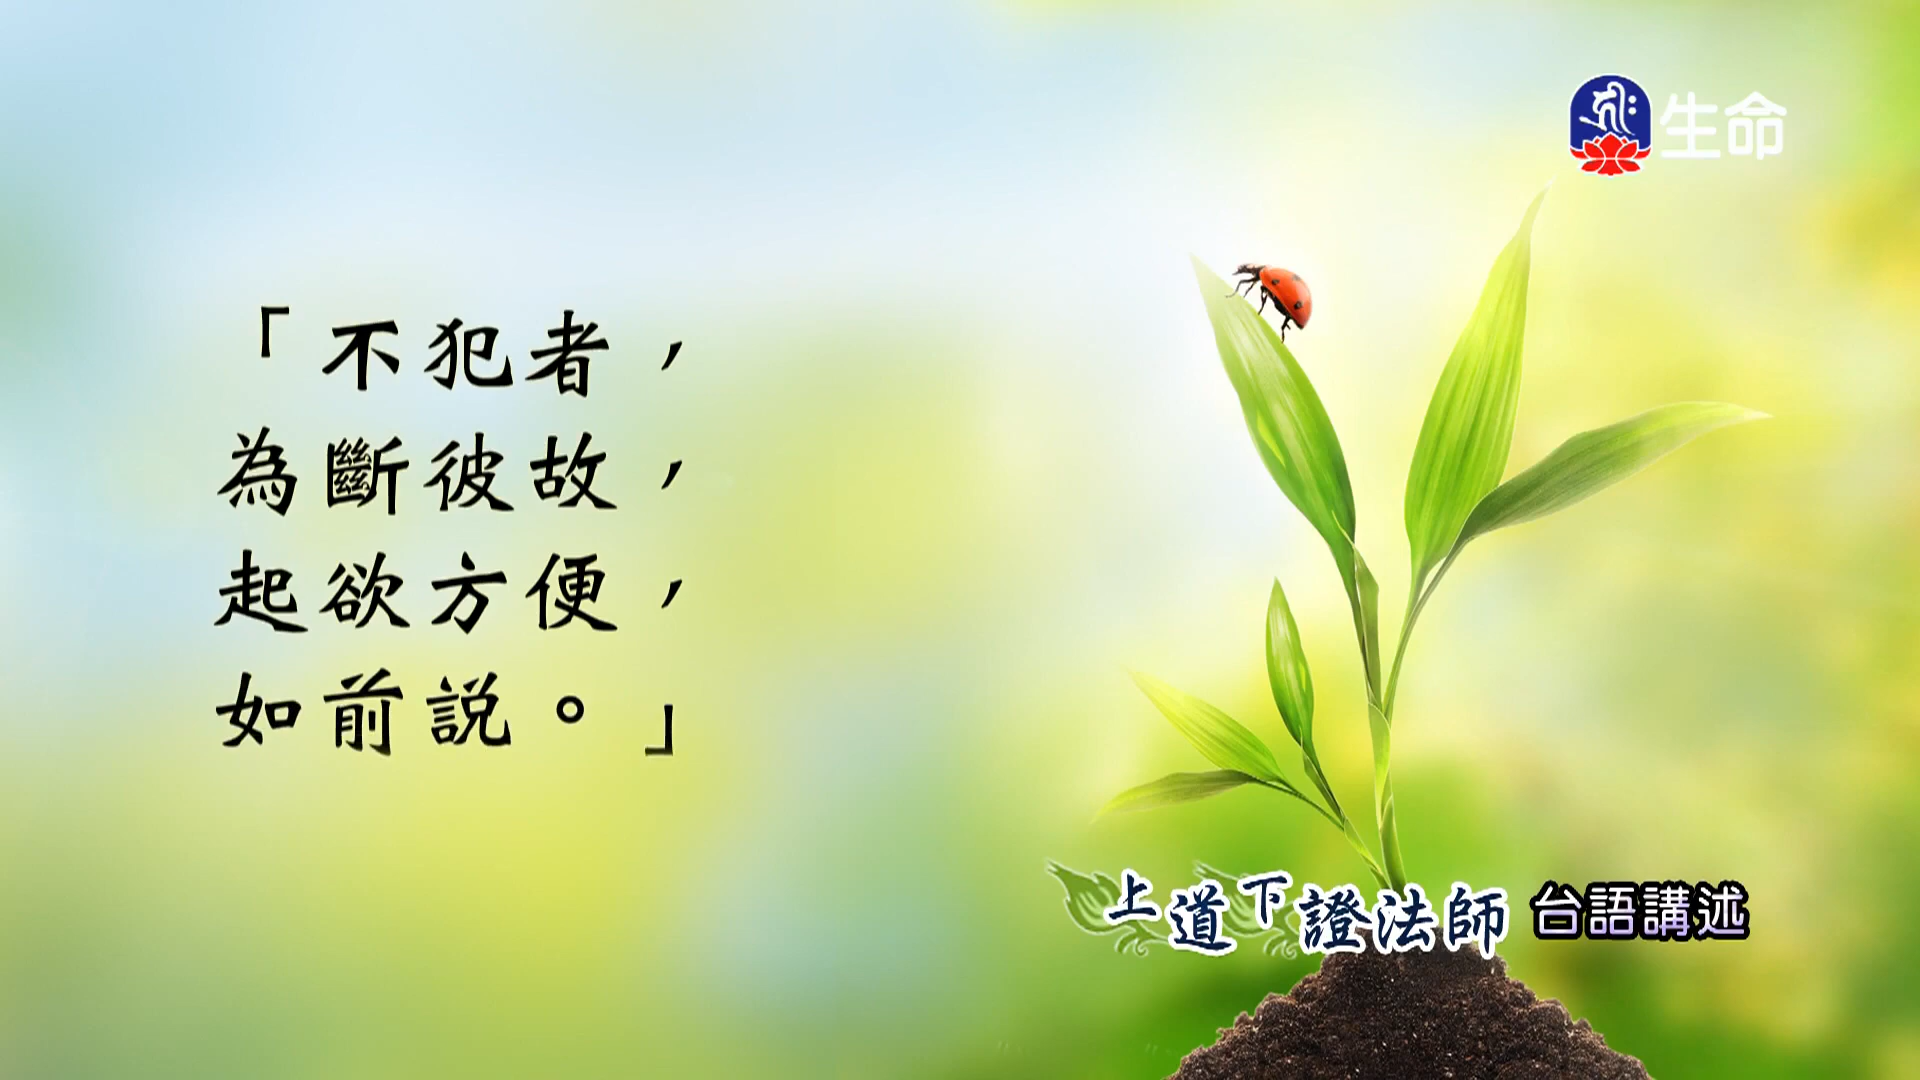 生命
「不犯者，
為斷彼故，
起欲方便，
如前説。」
上道下證法師 台語講述